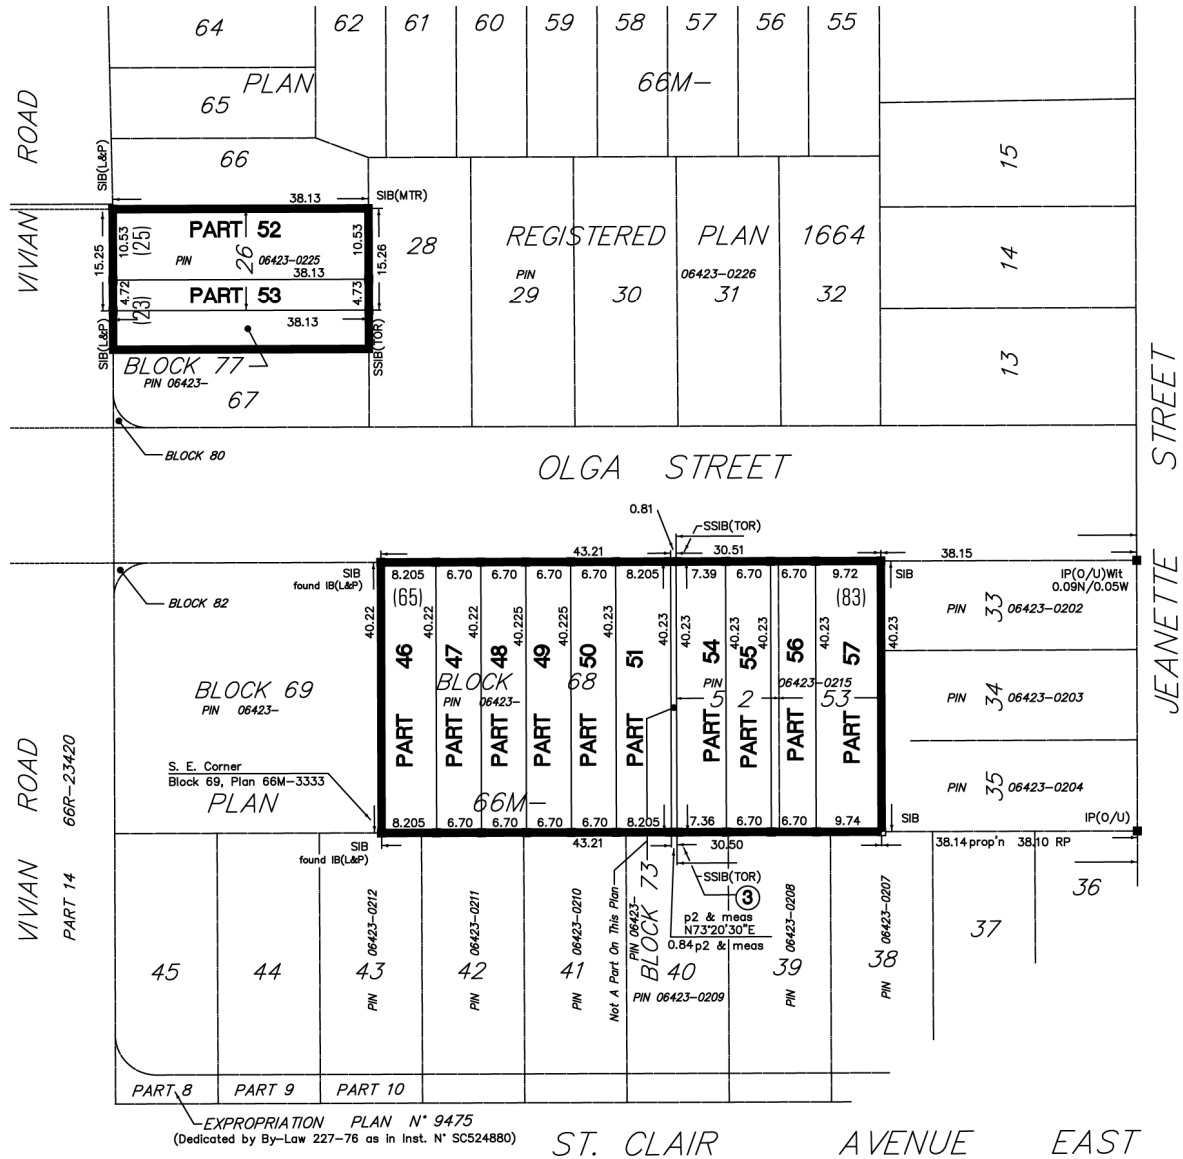 64
62
61
60
59
58
57
56
55
PLAN
66M-
65
66
VIVIAN ROAD
SIB(L&P)
38.13
SIB(MTR)
PART 52
(25)
10.53
15.25
26
PIN 06423-0225
10.53
15.26
38.13
PART 53
4.72
(23)
4.73
38.13
SIB(L&P)
SSIB(TOR)
BLOCK 77
PIN 06423-
67
BLOCK 80
28
REGISTERED PLAN 1664
PIN 06423-0226
29
30
31
32
15
14
13
JEANETTE STREET
OLGA STREET
0.81
SSIB(TOR)
43.21
30.51
38.15
SIB
found IB(L&P)
8.205
6.70
6.70
6.70
6.70
8.205
7.39
6.70
6.70
9.72
SIB
IP(O/U)Wit
0.09N/0.05W
BLOCK 82
(65)
(83)
40.22
40.22
40.22
40.225
40.225
40.23
40.23
40.23
40.23
40.23
40.23
PART 46
PART 47
PART 48
PART 49
PART 50
PART 51
PART 54
PART 55
PART 56
PART 57
BLOCK 68
PIN 06423-
PIN 06423-0215
52
53
PIN 33 06423-0202
PIN 34 06423-0203
PIN 35 06423-0204
BLOCK 69
PIN 06423-
VIVIAN ROAD
66R-23420
PART 14
S. E. Corner
Block 69, Plan 66M-3333
PLAN
66M-
8.205
6.70
6.70
6.70
6.70
8.205
7.36
6.70
6.70
9.74
SIB
IP(O/U)
SIB
found IB(L&P)
43.21
30.50
38.14 prop'n 38.10 RP
SSIB(TOR)
3
p2 & meas
N73°20'30"E
0.84 p2 & meas
Not A Part On This Plan
PIN 06423-
BLOCK 73
45
44
43
PIN 06423-0212
42
PIN 06423-0211
41
PIN 06423-0210
40
PIN 06423-0209
39
PIN 06423-0208
38
PIN 06423-0207
37
36
PART 8
PART 9
PART 10
EXPROPRIATION PLAN N° 9475
(Dedicated by By-Law 227-76 as in Inst. N° SC524880)
ST. CLAIR AVENUE EAST